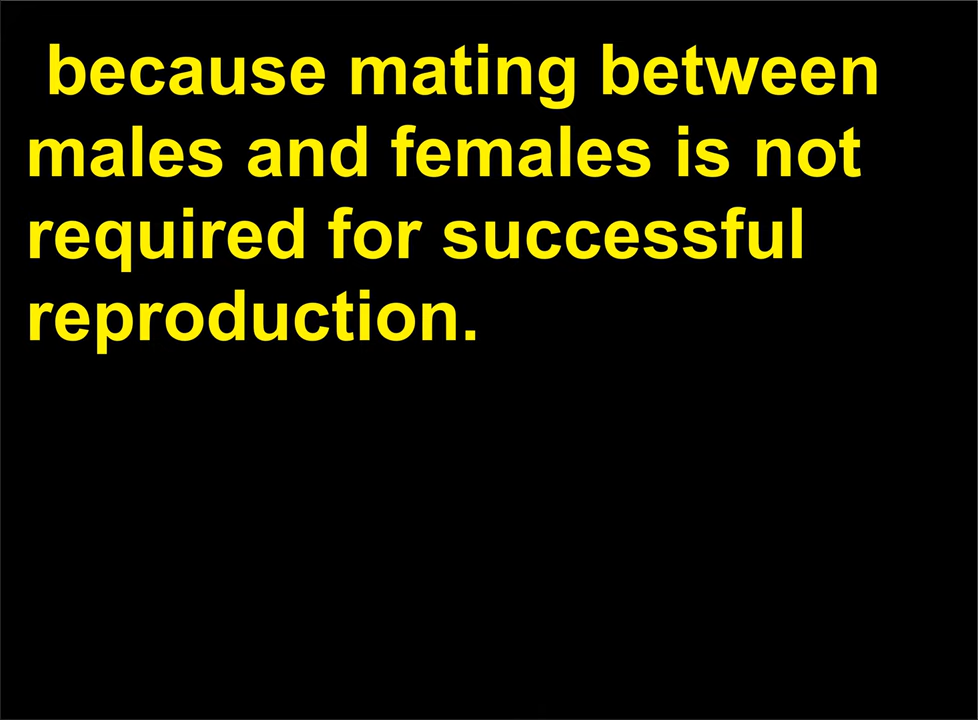 because mating between
males and females is not
required for successful
reproduction.